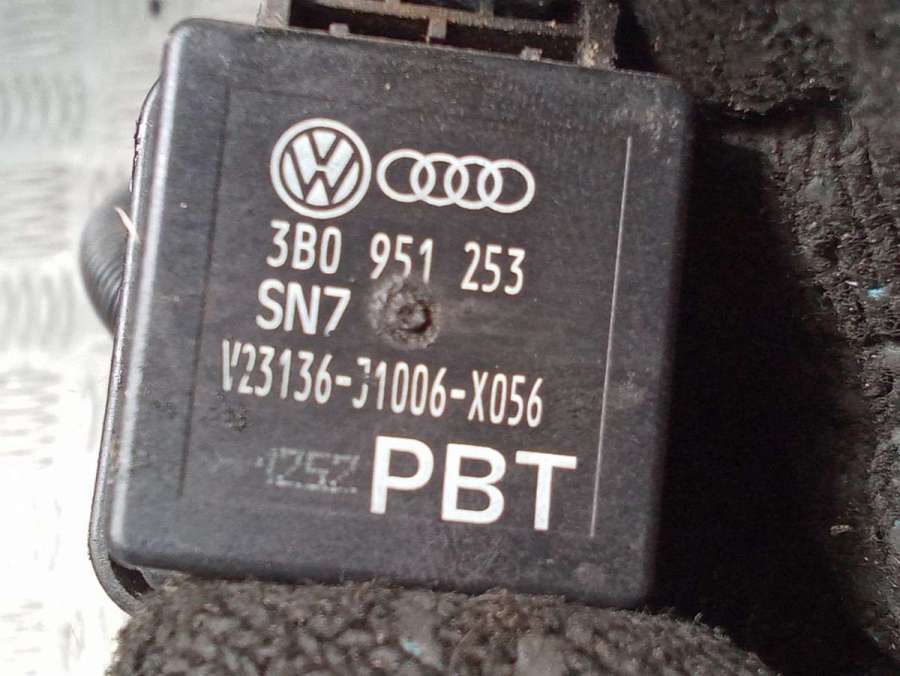 3B0 951 253
SN7
V23136-J1006-X056
PBT